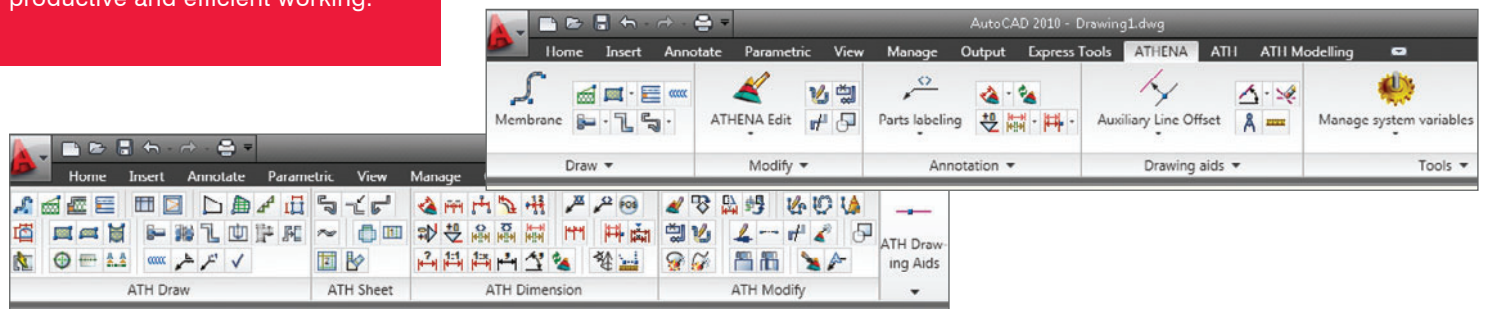 productive and efficient working.
AutoCAD 2010 - Drawing1.dwg
Home Insert Annotate Parametric View Manage Output Express Tools ATHENA ATH ATH Modelling
Membrane ATHENA Edit Parts labeling Auxiliary Line Offset Manage system variables
Draw Modify Annotation Drawing aids Tools
Home Insert Annotate Parametric View Manage
ATH Draw-
ing Aids
ATH Draw ATH Sheet ATH Dimension ATH Modify